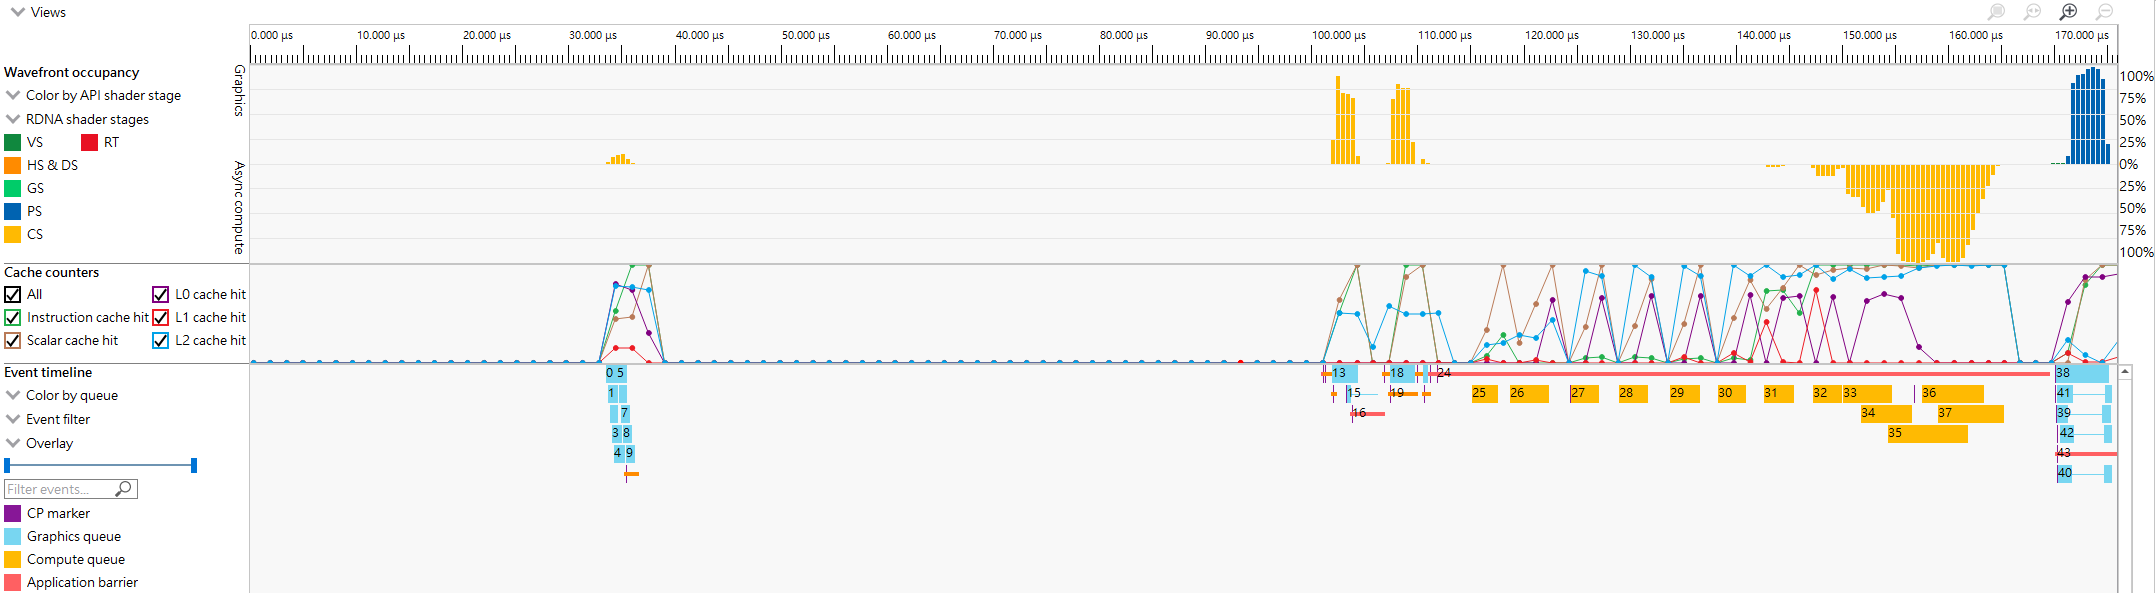 Views
0.000 µs 10.000 µs 20.000 µs 30.000 µs 40.000 µs 50.000 µs 60.000 µs 70.000 µs 80.000 µs 90.000 µs 100.000 µs 110.000 µs 120.000 µs 130.000 µs 140.000 µs 150.000 µs 160.000 µs 170.000 µs
Wavefront occupancy
Color by API shader stage
RDNA shader stages
VS RT
HS & DS
GS
PS
CS
Graphics
Async compute
100%
75%
50%
25%
0%
25%
50%
75%
100%
Cache counters
All L0 cache hit
Instruction cache hit L1 cache hit
Scalar cache hit L2 cache hit
Event timeline
Color by queue
Event filter
Overlay
Filter events...
CP marker
Graphics queue
Compute queue
Application barrier
0 5 13 18 24 38
1 15 19 25 26 27 28 29 30 31 32 33 36 41
7 16 34 37 39
3 8 35 42
4 9 43
40